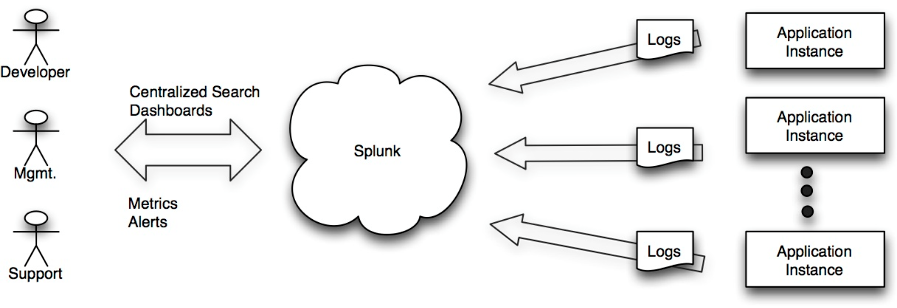 Developer
Mgmt.
Support
Centralized Search
Dashboards
Metrics
Alerts
Splunk
Logs
Application
Instance
Logs
Application
Instance
Logs
Application
Instance